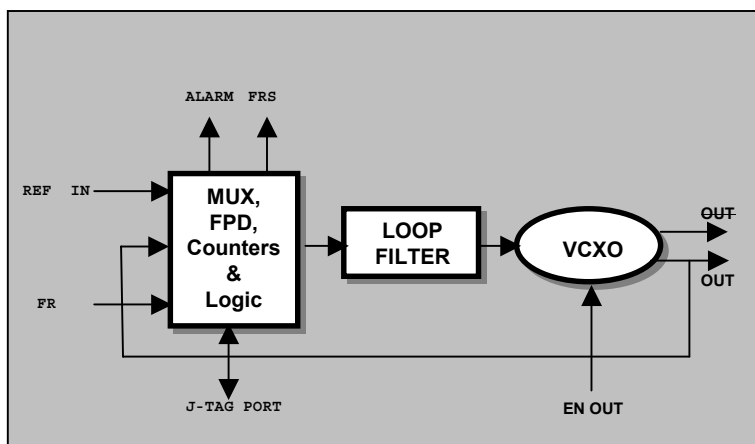 ALARM FRS
REF IN
MUX,
FPD,
Counters
&
Logic
LOOP
FILTER
VCXO
OUT
OUT
FR
J-TAG PORT
EN OUT